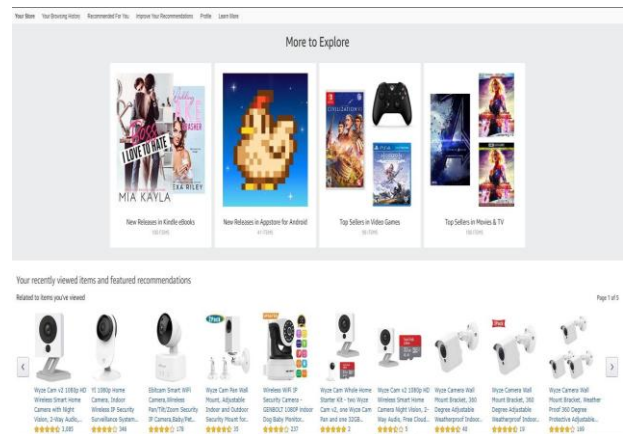 Your Store Your Browsing History Recommended For You Improve Your Recommendations Profile Learn More
More to Explore
BOSS
I LOVE TO HATE
MIA KAYLA
RILEY
New Releases in Kindle eBooks
New Releases in Appstore for Android
Top Sellers in Video Games
Top Sellers in Movies & TV
Your recently viewed items and featured recommendations
Related to items you've viewed
Page 1 of 5
Wyze Cam v2 1080p HD
Wireless Smart Home
Camera with Night
Vision, 2-Way Audio,...
3,685
YI 1080p Home
Camera, Indoor
Wireless IP Security
Surveillance System...
Wireless Smart WiFi
Camera,Wireless
Pan/Tilt/Zoom Security
IP Camera,Baby Pet...
178
Wyze Cam Pan Wall
Mount, Adjustable
Indoor and Outdoor
Security Mount for...
Wireless WiFi IP
Security Camera -
GENBOLT 1080P Indoor
Dog Baby Monitor,
237
Wyze Cam Whole Home
Starter Kit - two Wyze
Cam v2, one Wyze Cam
Pan and one 32GB...
Wyze Cam v2 1080p HD
Wireless Smart Home
Camera Night Vision, 2-
Way Audio, Free Cloud...
Wyze Camera Wall
Mount Bracket, 360
Degree Adjustable
Weatherproof Indoor...
Wyze Camera Wall
Mount Bracket, 360
Degree Adjustable
Weatherproof Indoor...
Wyze Camera Wall
Mount Bracket, Weather
Proof 360 Degree
Protective Adjustable...